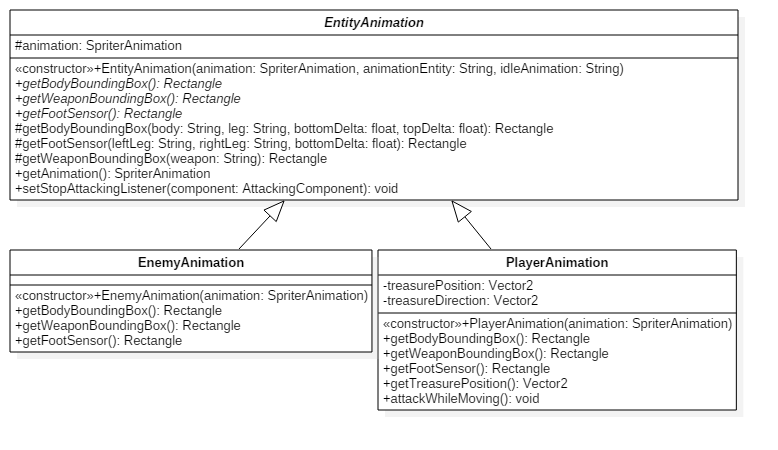 EntityAnimation
#animation: SpriterAnimation
«constructor»+EntityAnimation(animation: SpriterAnimation, animationEntity: String, idleAnimation: String)
+getBodyBoundingBox(): Rectangle
+getWeaponBoundingBox(): Rectangle
+getFootSensor(): Rectangle
#getBodyBoundingBox(body: String, leg: String, bottomDelta: float, topDelta: float): Rectangle
#getFootSensor(leftLeg: String, rightLeg: String, bottomDelta: float): Rectangle
#getWeaponBoundingBox(weapon: String): Rectangle
+getAnimation(): SpriterAnimation
+setStopAttackingListener(component: AttackingComponent): void
EnemyAnimation
«constructor»+EnemyAnimation(animation: SpriterAnimation)
+getBodyBoundingBox(): Rectangle
+getWeaponBoundingBox(): Rectangle
+getFootSensor(): Rectangle
PlayerAnimation
-treasurePosition: Vector2
-treasureDirection: Vector2
«constructor»+PlayerAnimation(animation: SpriterAnimation)
+getBodyBoundingBox(): Rectangle
+getWeaponBoundingBox(): Rectangle
+getFootSensor(): Rectangle
+getTreasurePosition(): Vector2
+attackWhileMoving(): void